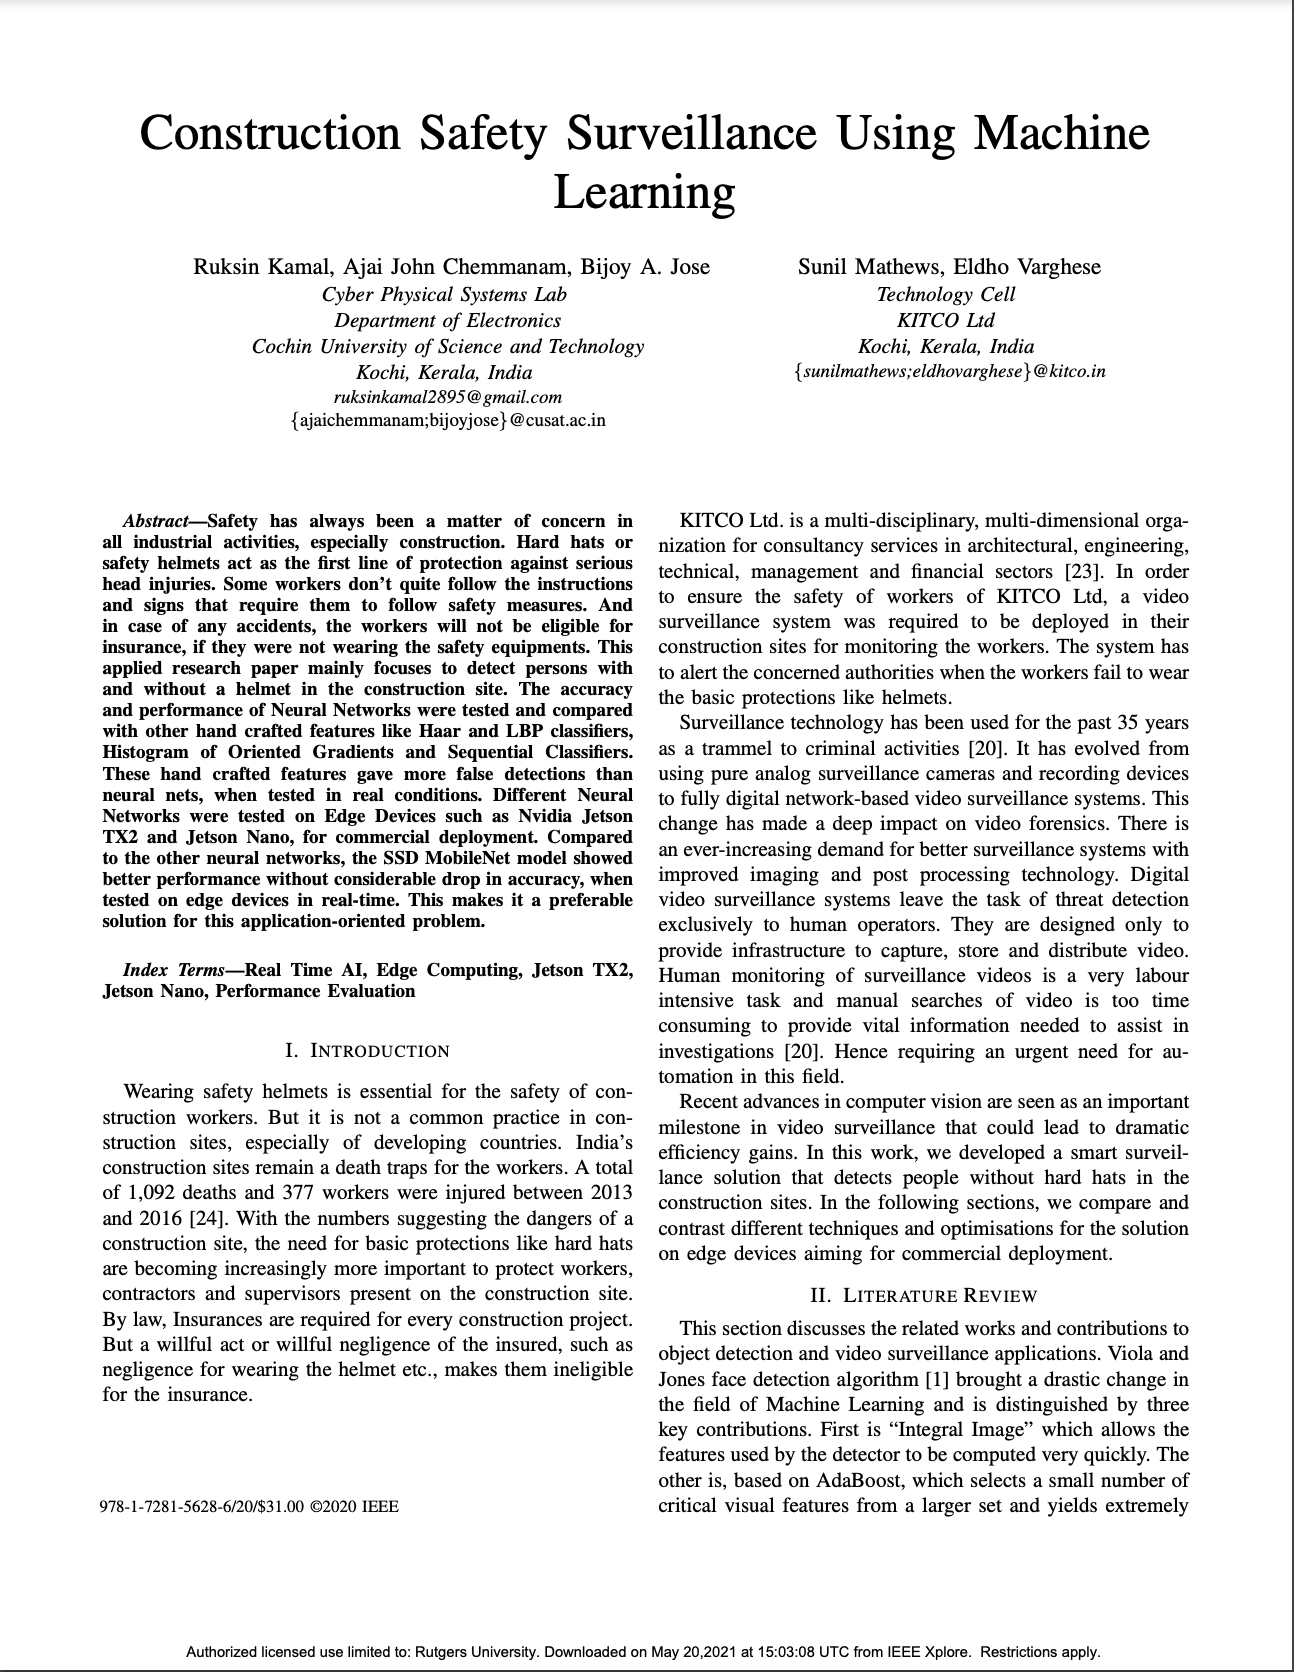 Construction Safety Surveillance Using Machine
Learning
Ruksin Kamal, Ajai John Chemmanam, Bijoy A. Jose
Cyber Physical Systems Lab
Department of Electronics
Cochin University of Science and Technology
Kochi, Kerala, India
ruksinkamal2895@gmail.com
{ajaichemmanam;bijoyjose}@cusat.ac.in
Sunil Mathews, Eldho Varghese
Technology Cell
KITCO Ltd
Kochi, Kerala, India
{sunilmathews;eldhovarghese}@kitco.in
Abstract—Safety has always been a matter of concern in
all industrial activities, especially construction. Hard hats or
safety helmets act as the first line of protection against serious
head injuries. Some workers don't quite follow the instructions
and signs that require them to follow safety measures. And
in case of any accidents, the workers will not be eligible for
insurance, if they were not wearing the safety equipments. This
applied research paper mainly focuses to detect persons with
and without a helmet in the construction site. The accuracy
and performance of Neural Networks were tested and compared
with other hand crafted features like Haar and LBP classifiers,
Histogram of Oriented Gradients and Sequential Classifiers.
These hand crafted features gave more false detections than
neural nets, when tested in real conditions. Different Neural
Networks were tested on Edge Devices such as Nvidia Jetson
TX2 and Jetson Nano, for commercial deployment. Compared
to the other neural networks, the SSD MobileNet model showed
better performance without considerable drop in accuracy, when
tested on edge devices in real-time. This makes it a preferable
solution for this application-oriented problem.
Index Terms—Real Time AI, Edge Computing, Jetson TX2,
Jetson Nano, Performance Evaluation
I. INTRODUCTION
Wearing safety helmets is essential for the safety of con-
struction workers. But it is not a common practice in con-
struction sites, especially of developing countries. India's
construction sites remain a death traps for the workers. A total
of 1,092 deaths and 377 workers were injured between 2013
and 2016 [24]. With the numbers suggesting the dangers of a
construction site, the need for basic protections like hard hats
are becoming increasingly more important to protect workers,
contractors and supervisors present on the construction site.
By law, Insurances are required for every construction project.
But a willful act or willful negligence of the insured, such as
negligence for wearing the helmet etc., makes them ineligible
for the insurance.
978-1-7281-5628-6/20/$31.00 ©2020 IEEE
KITCO Ltd. is a multi-disciplinary, multi-dimensional orga-
nization for consultancy services in architectural, engineering,
technical, management and financial sectors [23]. In order
to ensure the safety of workers of KITCO Ltd, a video
surveillance system was required to be deployed in their
construction sites for monitoring the workers. The system has
to alert the concerned authorities when the workers fail to wear
the basic protections like helmets.
Surveillance technology has been used for the past 35 years
as a trammel to criminal activities [20]. It has evolved from
using pure analog surveillance cameras and recording devices
to fully digital network-based video surveillance systems. This
change has made a deep impact on video forensics. There is
an ever-increasing demand for better surveillance systems with
improved imaging and post processing technology. Digital
video surveillance systems leave the task of threat detection
exclusively to human operators. They are designed only to
provide infrastructure to capture, store and distribute video.
Human monitoring of surveillance videos is a very labour
intensive task and manual searches of video is too time
consuming to provide vital information needed to assist in
investigations [20]. Hence requiring an urgent need for au-
tomation in this field.
Recent advances in computer vision are seen as an important
milestone in video surveillance that could lead to dramatic
efficiency gains. In this work, we developed a smart surveil-
lance solution that detects people without hard hats in the
construction sites. In the following sections, we compare and
contrast different techniques and optimisations for the solution
on edge devices aiming for commercial deployment.
II. LITERATURE REVIEW
This section discusses the related works and contributions to
object detection and video surveillance applications. Viola and
Jones face detection algorithm [1] brought a drastic change in
the field of Machine Learning and is distinguished by three
key contributions. First is “Integral Image” which allows the
features used by the detector to be computed very quickly. The
other is, based on AdaBoost, which selects a small number of
critical visual features from a larger set and yields extremely
Authorized licensed use limited to: Rutgers University. Downloaded on May 20,2021 at 15:03:08 UTC from IEEE Xplore. Restrictions apply.